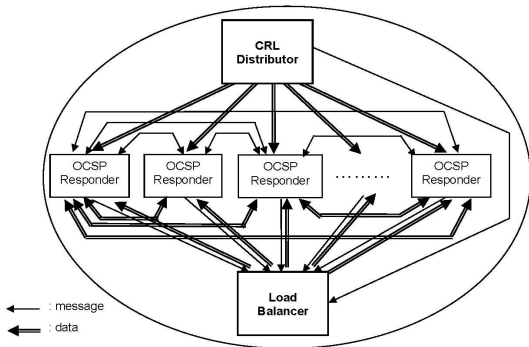 CRL
Distributor
OCSP
Responder
OCSP
Responder
OCSP
Responder
.........
OCSP
Responder
Load
Balancer
: message
: data